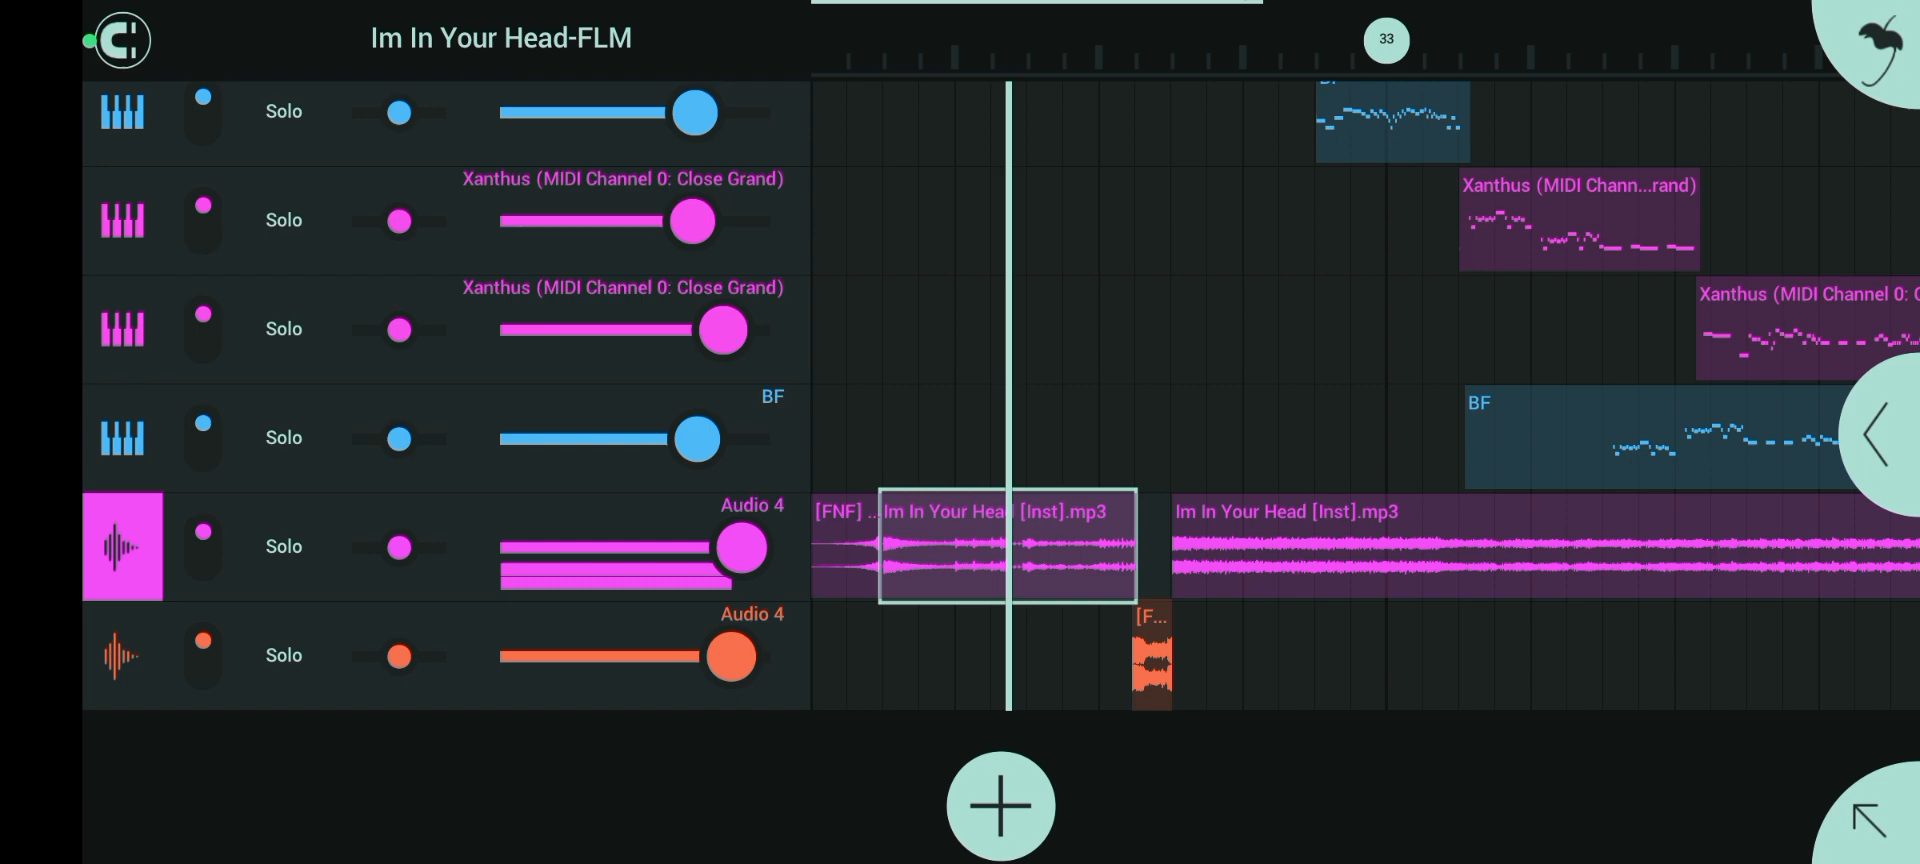 Im In Your Head-FLM
33
Solo
Xanthus (MIDI Channel 0: Close Grand)
Solo
Xanthus (MIDI Chann...rand)
Xanthus (MIDI Channel 0: Close Grand)
Solo
Xanthus (MIDI Channel 0:
BF
Solo
BF
Audio 4
Solo
[FNF] ...
Im In Your Head [Inst].mp3
Im In Your Head [Inst].mp3
Audio 4
Solo
[F...